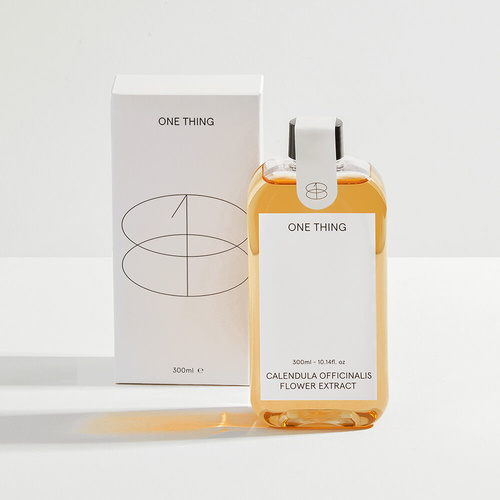 ONE THING
300ml ℮
ONE THING
300ml - 10.14fl. oz
CALENDULA OFFICINALIS
FLOWER EXTRACT